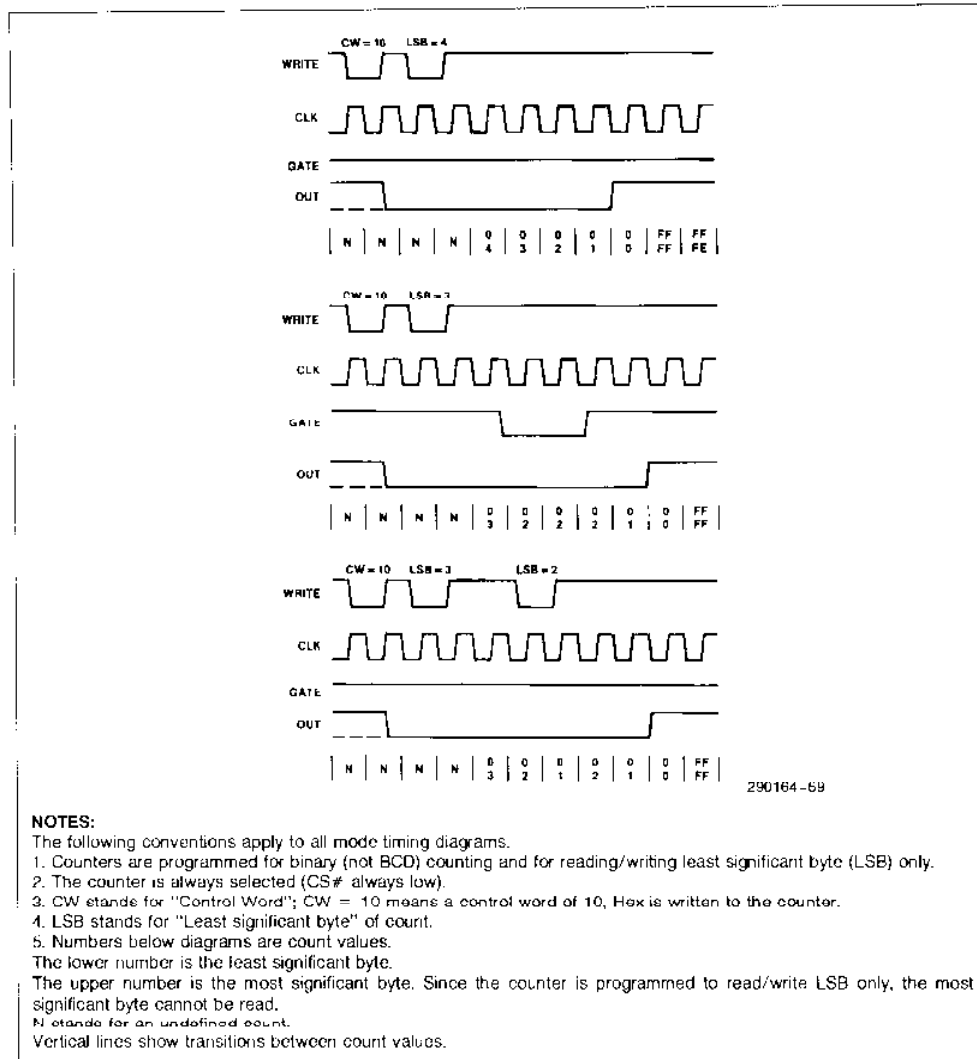 CW = 10 LSB = 4
WRITE
CLK
GATE
OUT
N N N N 0 0 0 0 0 FF FF
4 3 2 1 0 FF FE
CW = 10 LSB = 3
WRITE
CLK
GATE
OUT
N N N N 0 0 0 0 0 0 FF
3 2 2 2 1 0 FF
CW = 10 LSB = 3 LSB = 2
WRITE
CLK
GATE
OUT
N N N N 0 0 0 0 0 0 FF
3 2 1 2 1 0 FF
290164-69
NOTES:
The following conventions apply to all mode timing diagrams.
1. Counters are programmed for binary (not BCD) counting and for reading/writing least significant byte (LSB) only.
2. The counter is always selected (CS# always low).
3. CW stands for "Control Word"; CW = 10 means a control word of 10, Hex is written to the counter.
4. LSB stands for "Least significant byte" of count.
5. Numbers below diagrams are count values.
The lower number is the least significant byte.
The upper number is the most significant byte. Since the counter is programmed to read/write LSB only, the most
significant byte cannot be read.
N stands for an undefined count.
Vertical lines show transitions between count values.